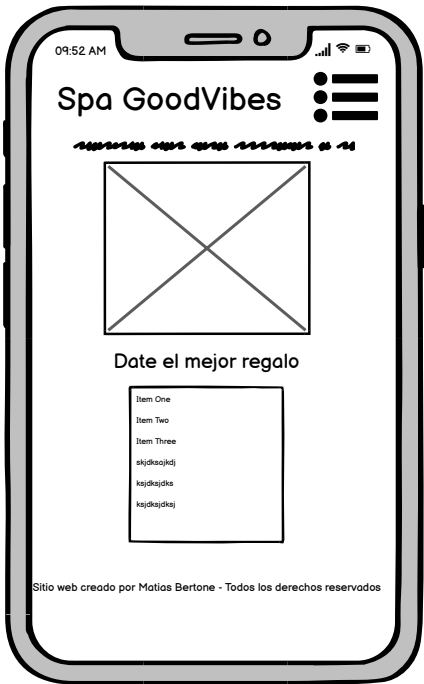 09:52 AM
Spa GoodVibes
Date el mejor regalo
Item One
Item Two
Item Three
skjdksajkdj
ksjdksjdks
ksjdksjdksj
Sitio web creado por Matias Bertone - Todos los derechos reservados